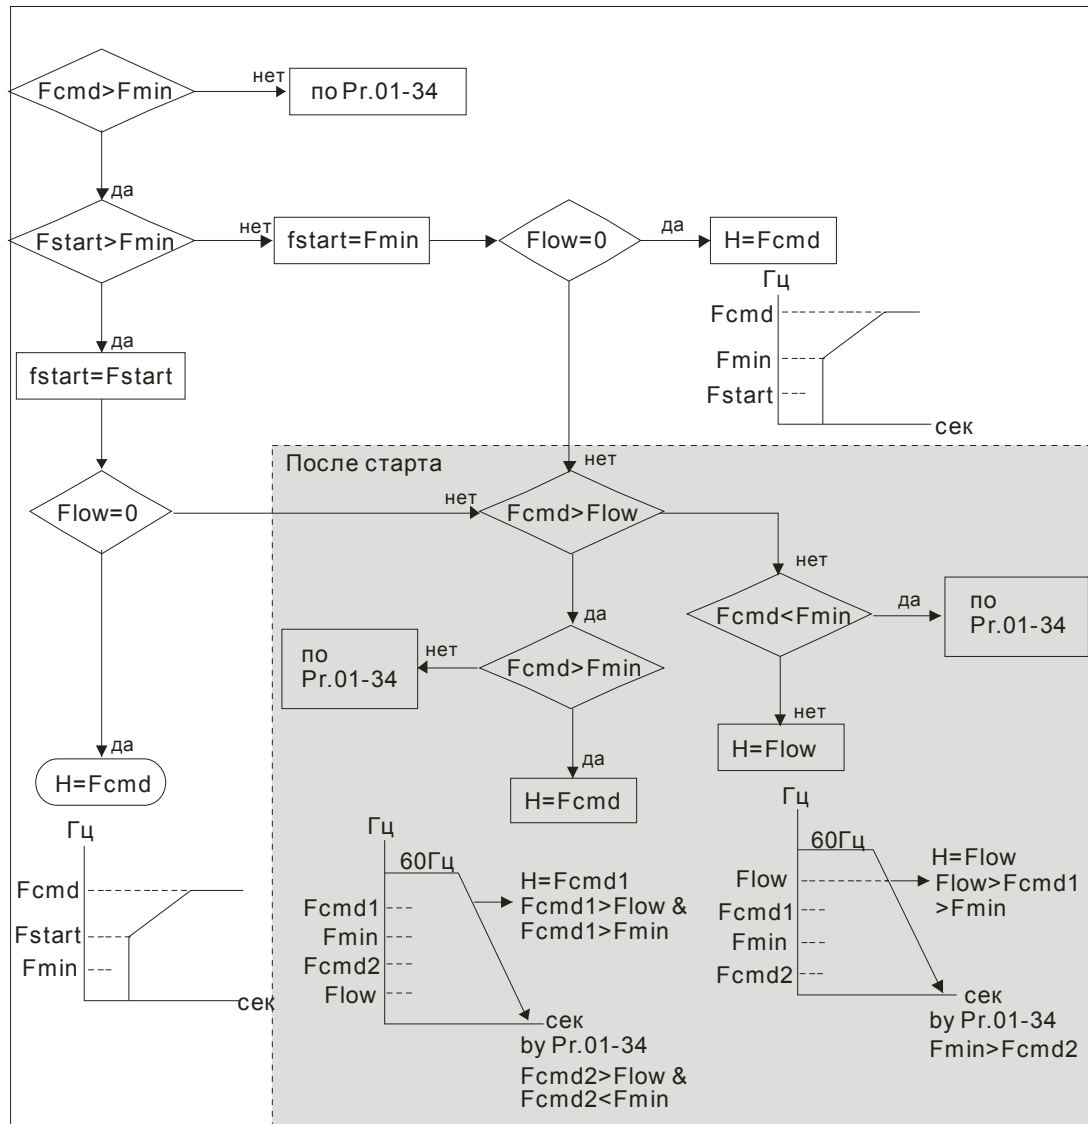 Fcmd>Fmin
нет
по Pr.01-34
да
Fstart>Fmin
нет
fstart=Fmin
Flow=0
да
H=Fcmd
Гц
Fcmd
Fmin
Fstart
сек
да
fstart=Fstart
После старта
нет
Flow=0
нет
Fcmd>Flow
нет
да
Fcmd<Fmin
да
по
Pr.01-34
по
Pr.01-34
нет
Fcmd>Fmin
нет
H=Flow
да
H=Fcmd
да
H=Fcmd
Гц
Fcmd
Fstart
Fmin
сек
Гц
60Гц
Fcmd1
Fmin
Fcmd2
Flow
H=Fcmd1
Fcmd1>Flow &
Fcmd1>Fmin
сек
by Pr.01-34
Fcmd2>Flow &
Fcmd2<Fmin
Гц
60Гц
Flow
Fcmd1
Fmin
Fcmd2
H=Flow
Flow>Fcmd1
>Fmin
сек
by Pr.01-34
Fmin>Fcmd2